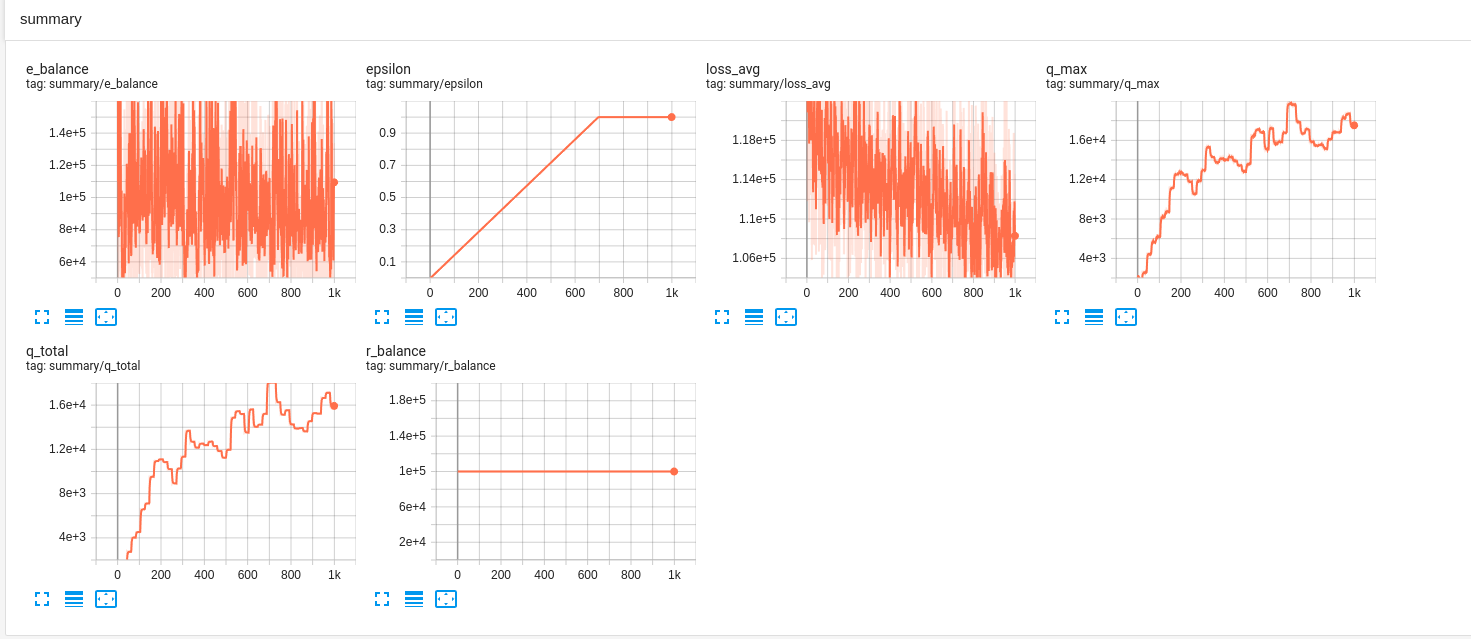 summary
e_balance
tag: summary/e_balance
1.4e+5
1.2e+5
1e+5
8e+4
6e+4
0 200 400 600 800 1k
epsilon
tag: summary/epsilon
0.9
0.7
0.5
0.3
0.1
0 200 400 600 800 1k
loss_avg
tag: summary/loss_avg
1.18e+5
1.14e+5
1.1e+5
1.06e+5
0 200 400 600 800 1k
q_max
tag: summary/q_max
1.6e+4
1.2e+4
8e+3
4e+3
0 200 400 600 800 1k
q_total
tag: summary/q_total
1.6e+4
1.2e+4
8e+3
4e+3
0 200 400 600 800 1k
r_balance
tag: summary/r_balance
1.8e+5
1.4e+5
1e+5
6e+4
2e+4
0 200 400 600 800 1k